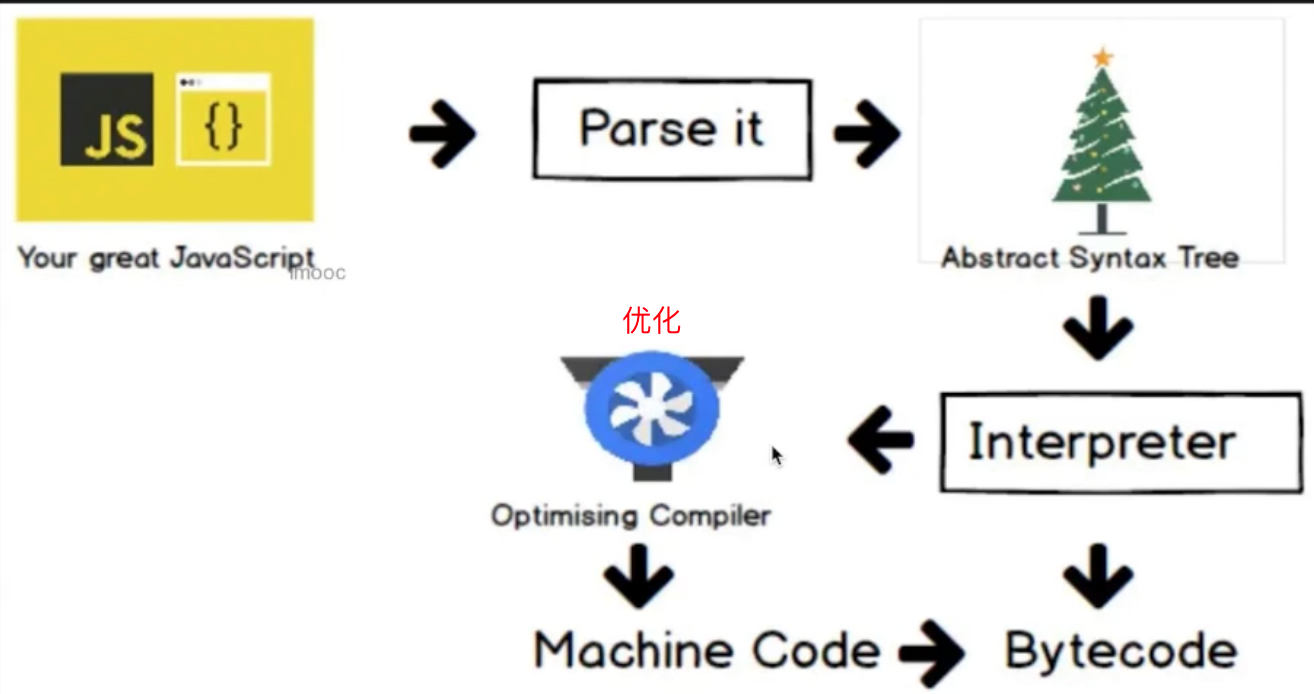 JS
{}
Parse it
Your great JavaScript
imooc
Abstract Syntax Tree
优化
Interpreter
Optimising Compiler
Machine Code
Bytecode